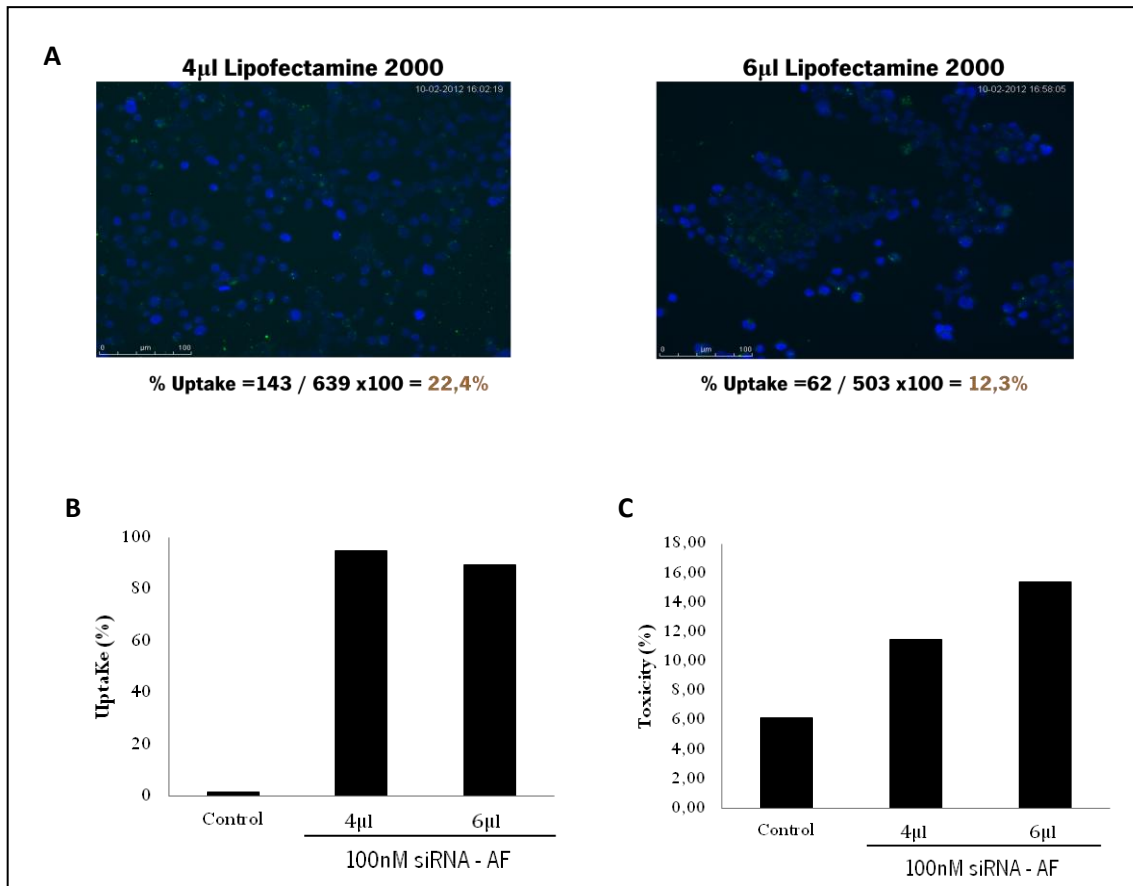 A
4µl Lipofectamine 2000
10-02-2012 16:02:19
0 µm 100
% Uptake =143 / 639 x100 = 22,4%
6µl Lipofectamine 2000
10-02-2012 16:58:05
0 µm 100
% Uptake =62 / 503 x100 = 12,3%
B
UptaKe (%)
100
80
60
40
20
0
Control
4µl
6µl
100nM siRNA - AF
C
Toxicity (%)
18,00
16,00
14,00
12,00
10,00
8,00
6,00
4,00
2,00
0,00
Control
4µl
6µl
100nM siRNA - AF